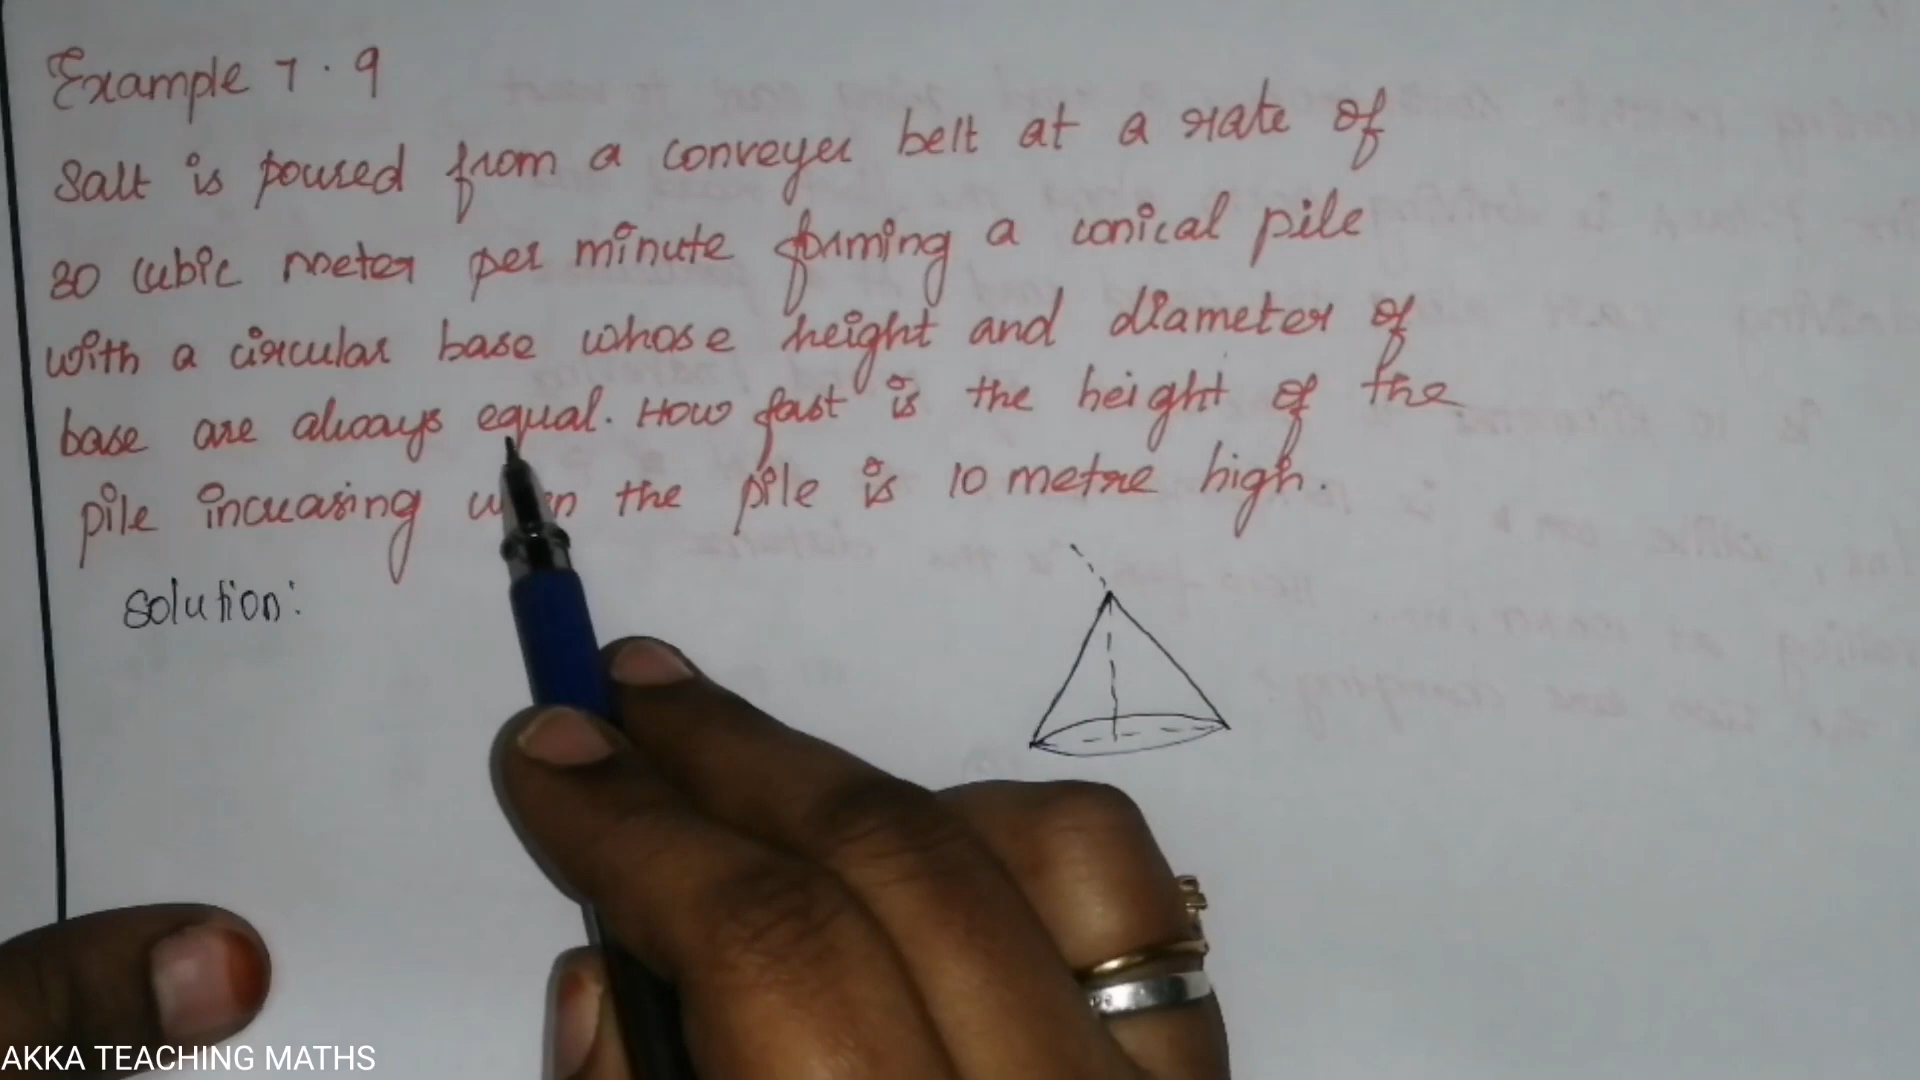 Example 7.9
Salt is poured from a conveyer belt at a rate of
30 cubic meter per minute forming a conical pile
with a circular base whose height and diameter of
base are always equal. How fast is the height of the
pile increasing when the pile is 10 metre high.
Solution:
AKKA TEACHING MATHS